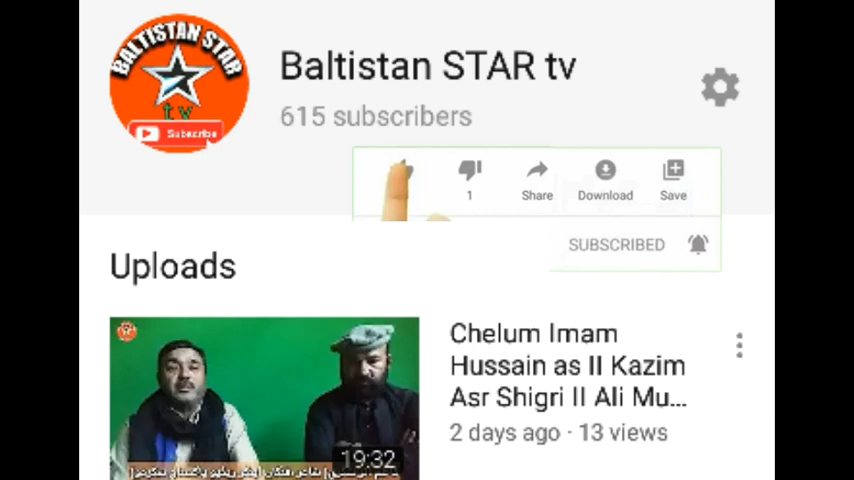 BALTISTAN STAR
tv
Subscribe
Baltistan STAR tv
615 subscribers
1
Share
Download
Save
SUBSCRIBED
Uploads
Chelum Imam
Hussain as II Kazim
Asr Shigri II Ali Mu...
2 days ago · 13 views
19:32